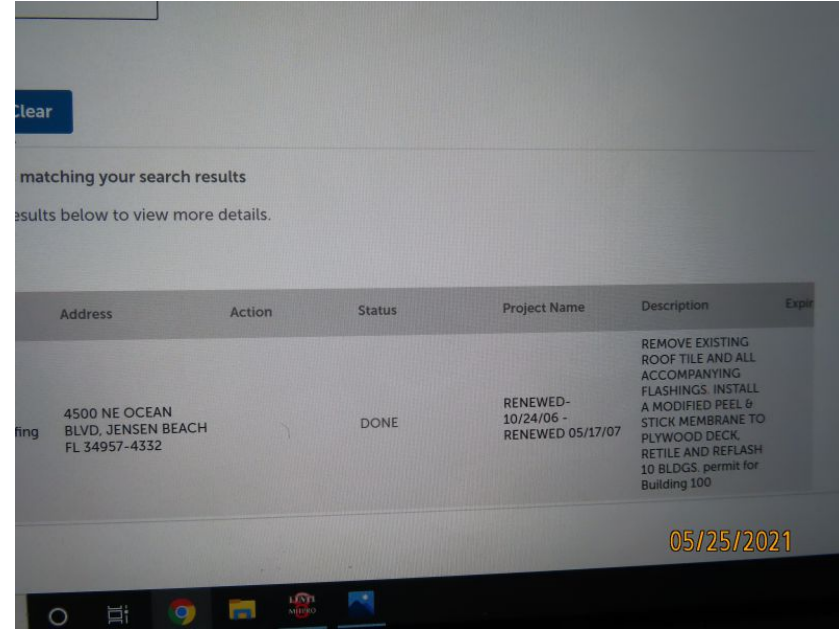 Clear
matching your search results
results below to view more details.
Address Action Status Project Name Description Expir
fing
4500 NE OCEAN
BLVD, JENSEN BEACH
FL 34957-4332
DONE
RENEWED-
10/24/06 -
RENEWED 05/17/07
REMOVE EXISTING
ROOF TILE AND ALL
ACCOMPANYING
FLASHINGS. INSTALL
A MODIFIED PEEL &
STICK MEMBRANE TO
PLYWOOD DECK,
RETILE AND REFLASH
10 BLDGS. permit for
Building 100
05/25/2021